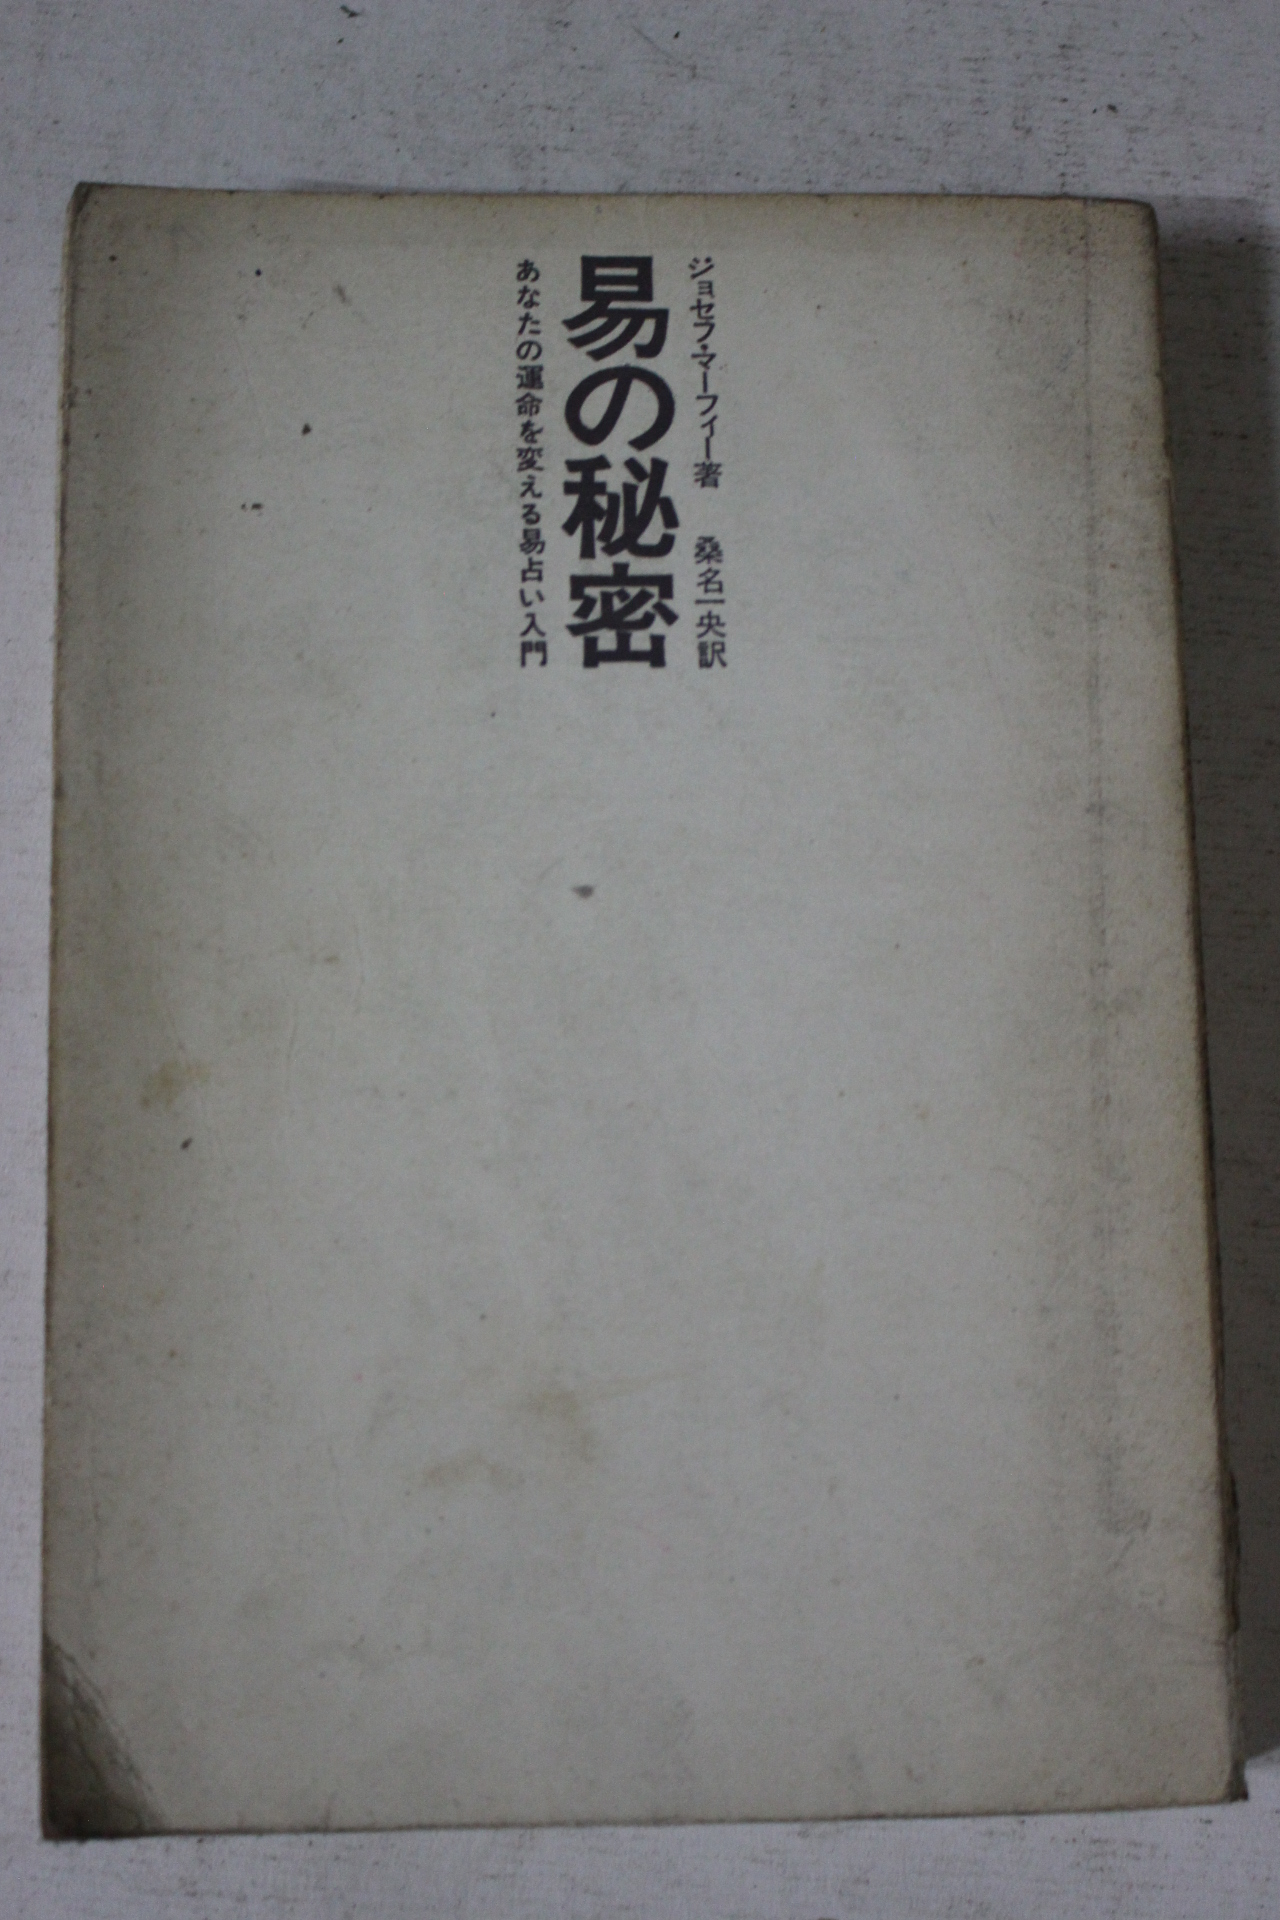 ジョセフ・マーフィー著 桑名一央訳
易の秘密
あなたの運命を変える易占い入門